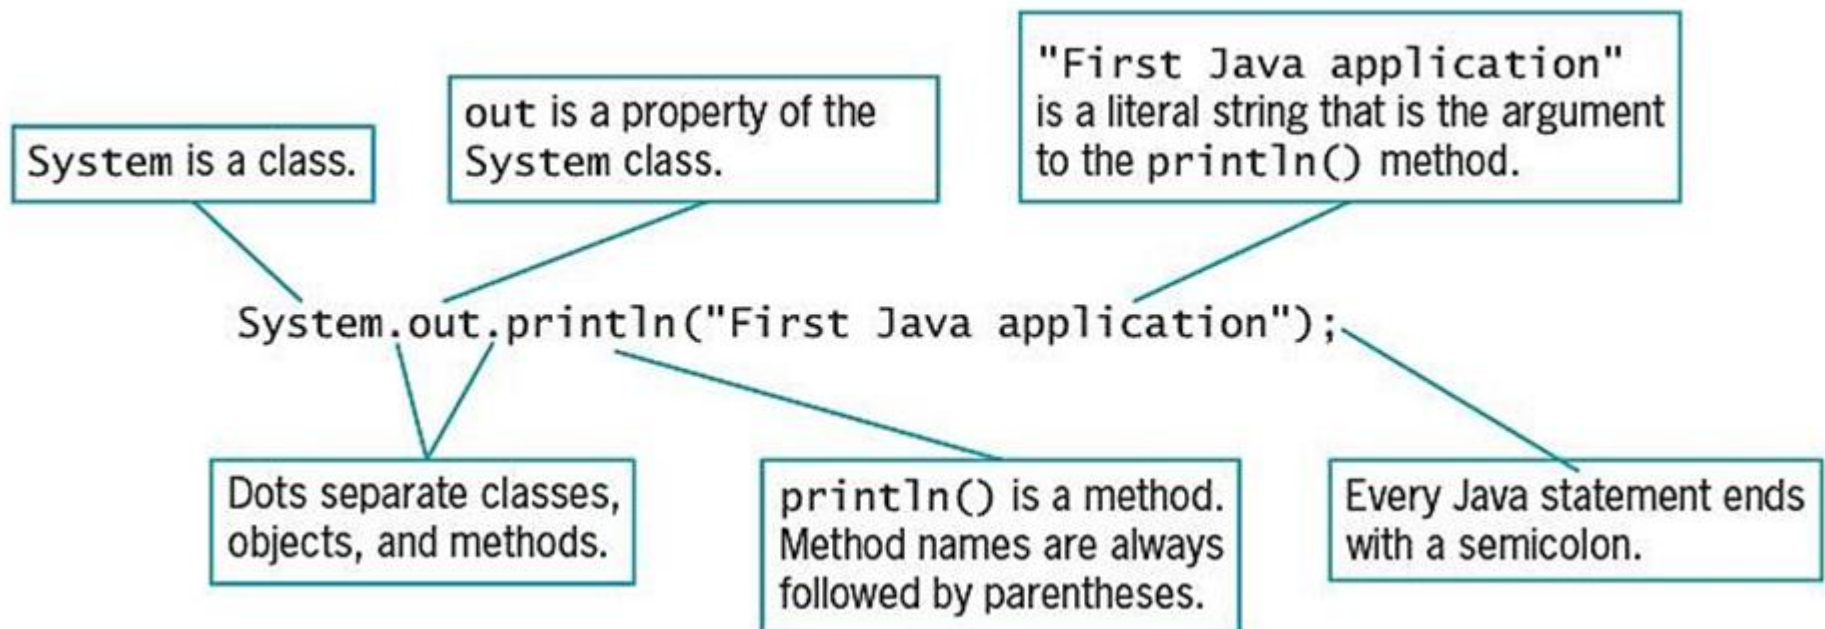 System is a class.
out is a property of the
System class.
"First Java application"
is a literal string that is the argument
to the println() method.
System.out.println("First Java application");
Dots separate classes,
objects, and methods.
println() is a method.
Method names are always
followed by parentheses.
Every Java statement ends
with a semicolon.